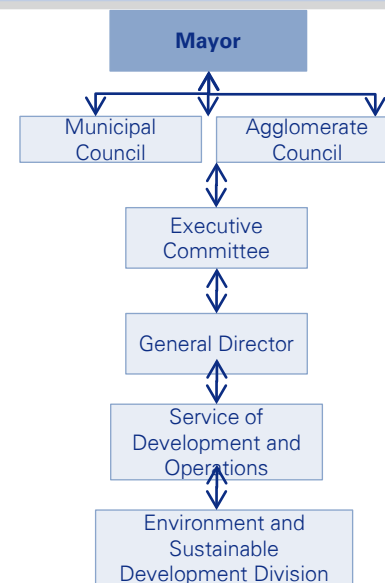 Mayor
Municipal
Council
Agglomerate
Council
Executive
Committee
General Director
Service of
Development and
Operations
Environment and
Sustainable
Development Division